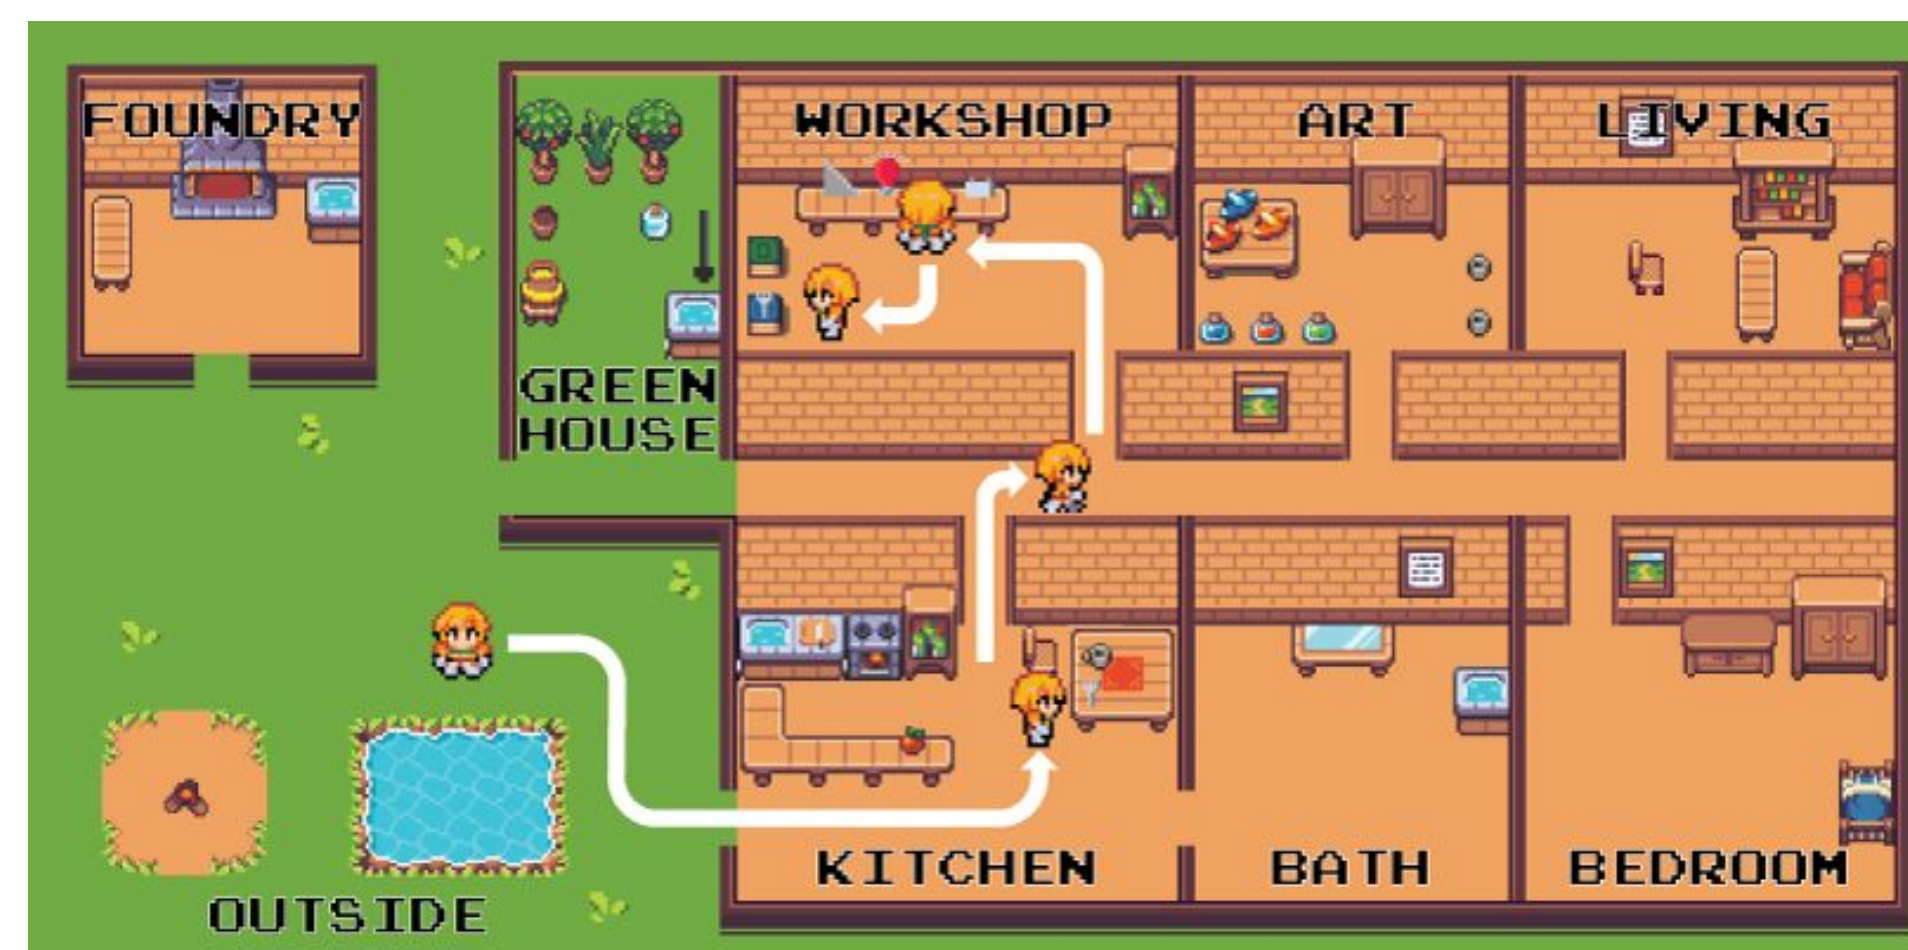 FOUNDRY
WORKSHOP
ART
LIVING
GREEN
HOUSE
KITCHEN
BATH
BEDROOM
OUTSIDE